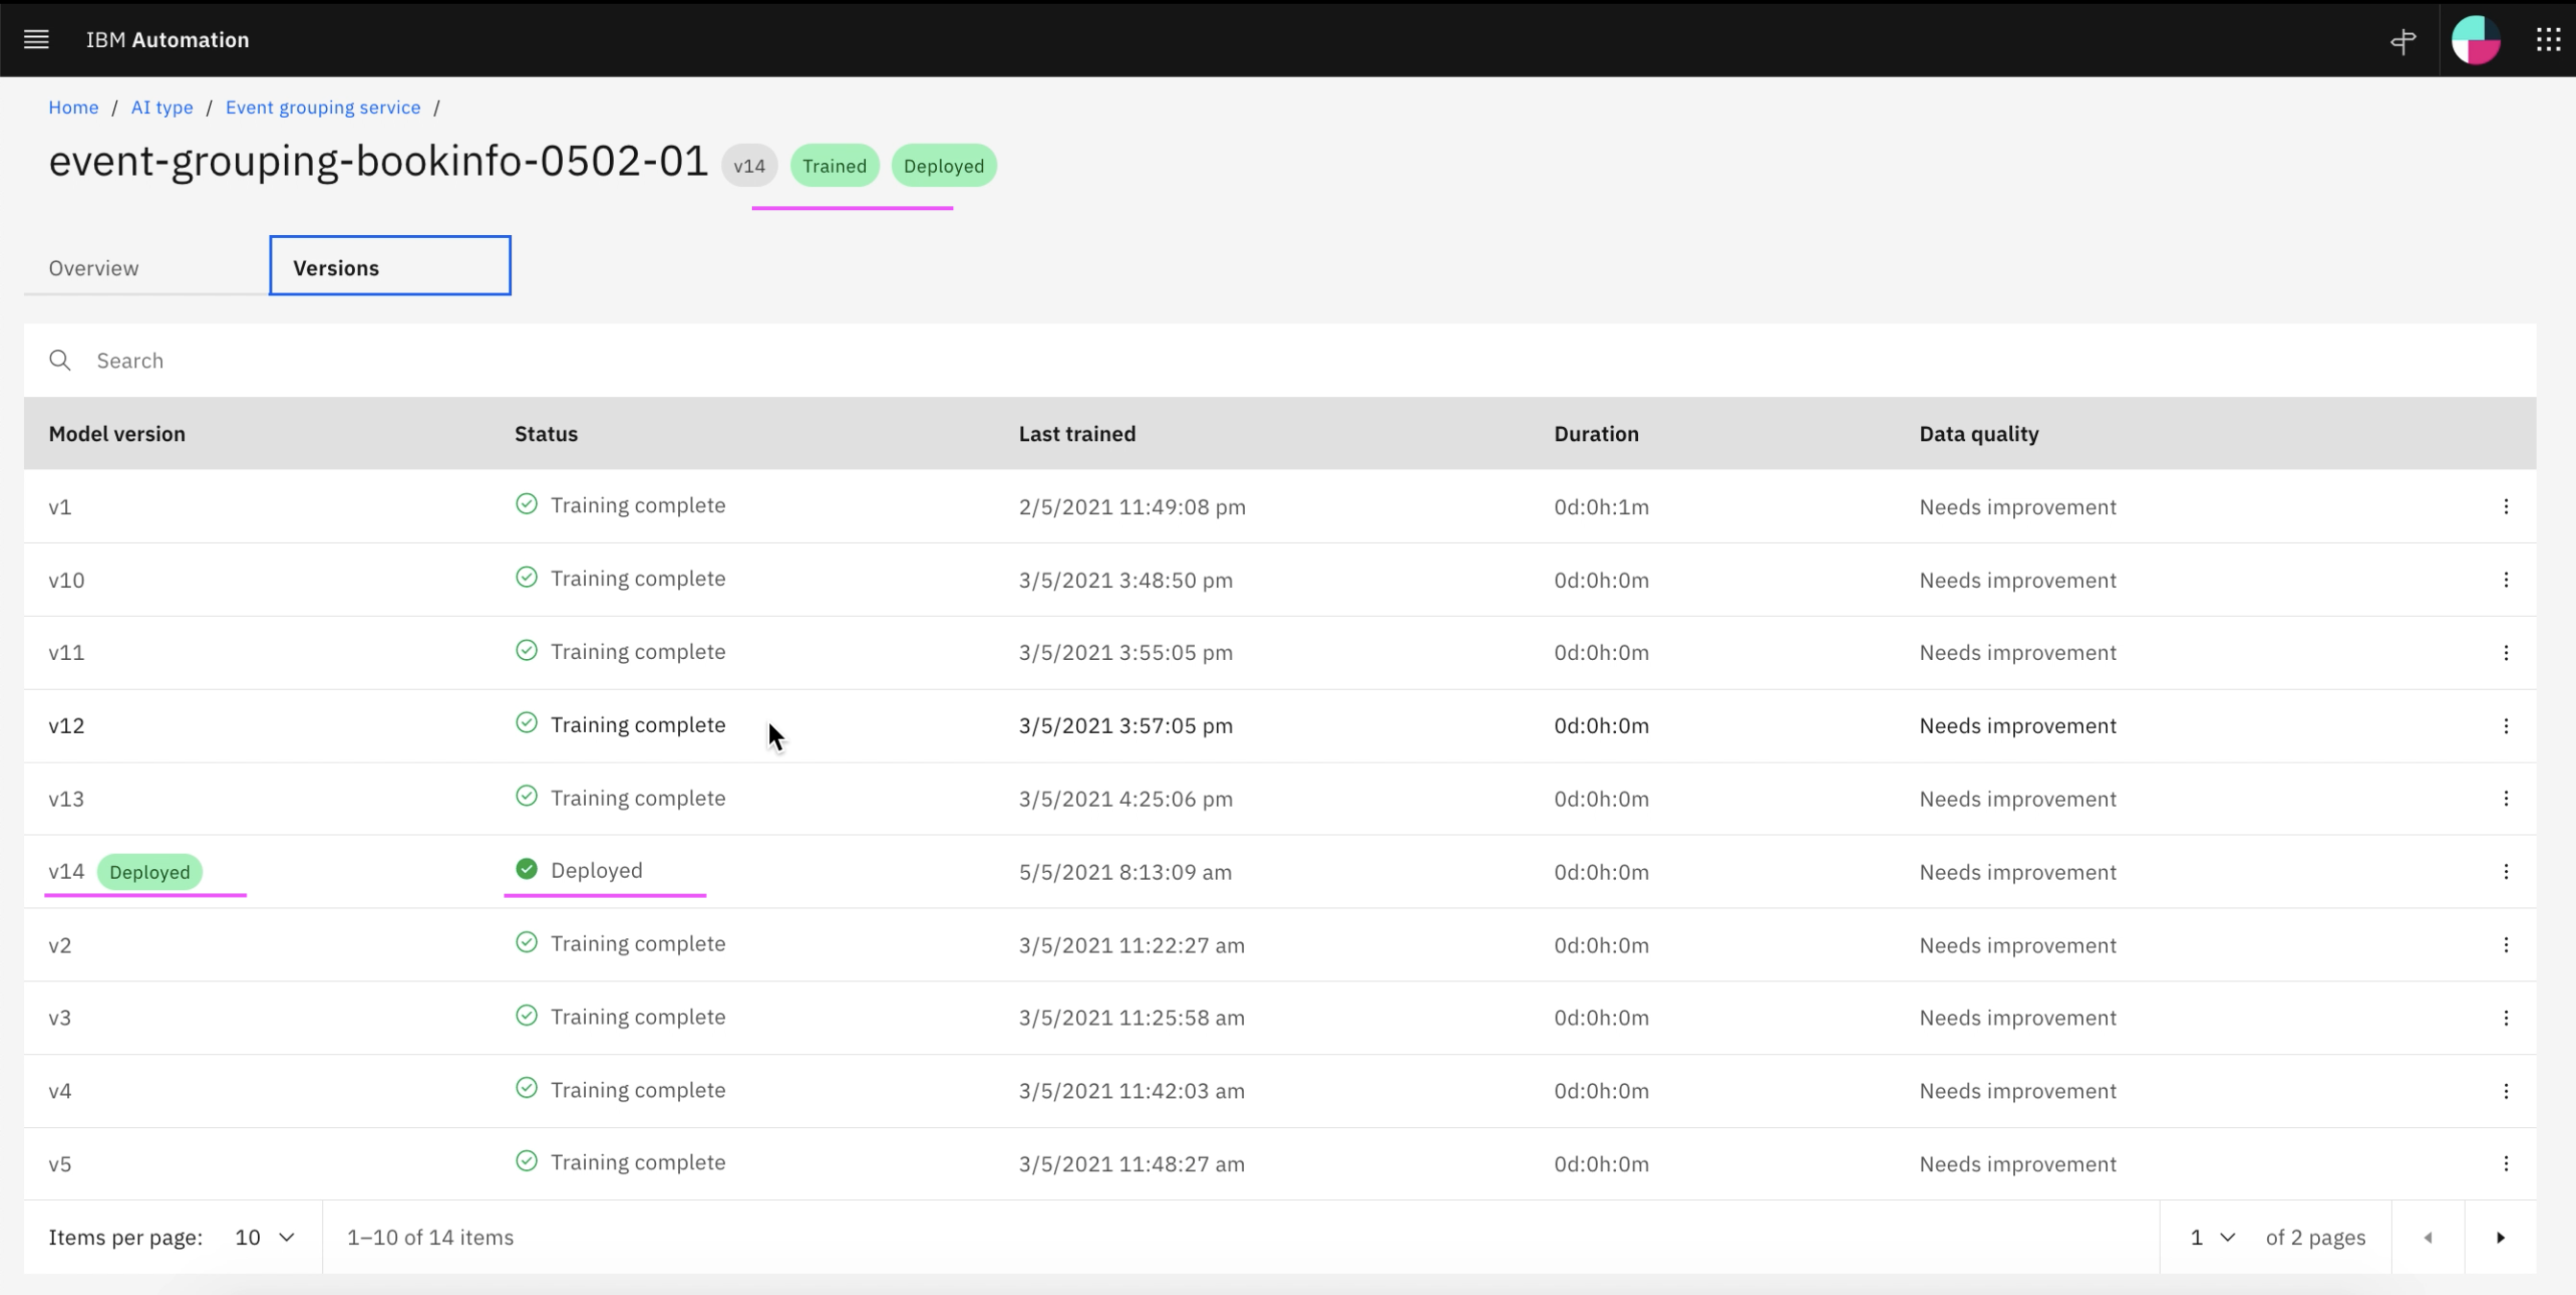 IBM Automation
Home / AI type / Event grouping service /
event-grouping-bookinfo-0502-01 v14 Trained Deployed
Overview Versions
Search
Model version Status Last trained Duration Data quality
v1 Training complete 2/5/2021 11:49:08 pm 0d:0h:1m Needs improvement
v10 Training complete 3/5/2021 3:48:50 pm 0d:0h:0m Needs improvement
v11 Training complete 3/5/2021 3:55:05 pm 0d:0h:0m Needs improvement
v12 Training complete 3/5/2021 3:57:05 pm 0d:0h:0m Needs improvement
v13 Training complete 3/5/2021 4:25:06 pm 0d:0h:0m Needs improvement
v14 Deployed Deployed 5/5/2021 8:13:09 am 0d:0h:0m Needs improvement
v2 Training complete 3/5/2021 11:22:27 am 0d:0h:0m Needs improvement
v3 Training complete 3/5/2021 11:25:58 am 0d:0h:0m Needs improvement
v4 Training complete 3/5/2021 11:42:03 am 0d:0h:0m Needs improvement
v5 Training complete 3/5/2021 11:48:27 am 0d:0h:0m Needs improvement
Items per page: 10 1–10 of 14 items 1 of 2 pages